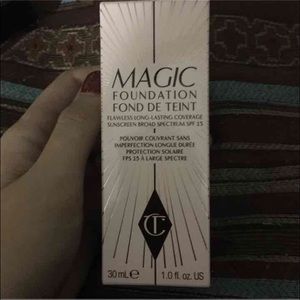 MAGIC
FOUNDATION
FOND DE TEINT
FLAWLESS LONG-LASTING COVERAGE
SUNSCREEN BROAD SPECTRUM SPF 15
POUVOIR COUVRANT SANS
IMPERFECTION LONGUE DURÉE
PROTECTION SOLAIRE
FPS 15 À LARGE SPECTRE
CT
30 mL ℮ 1.0 fl. oz. US